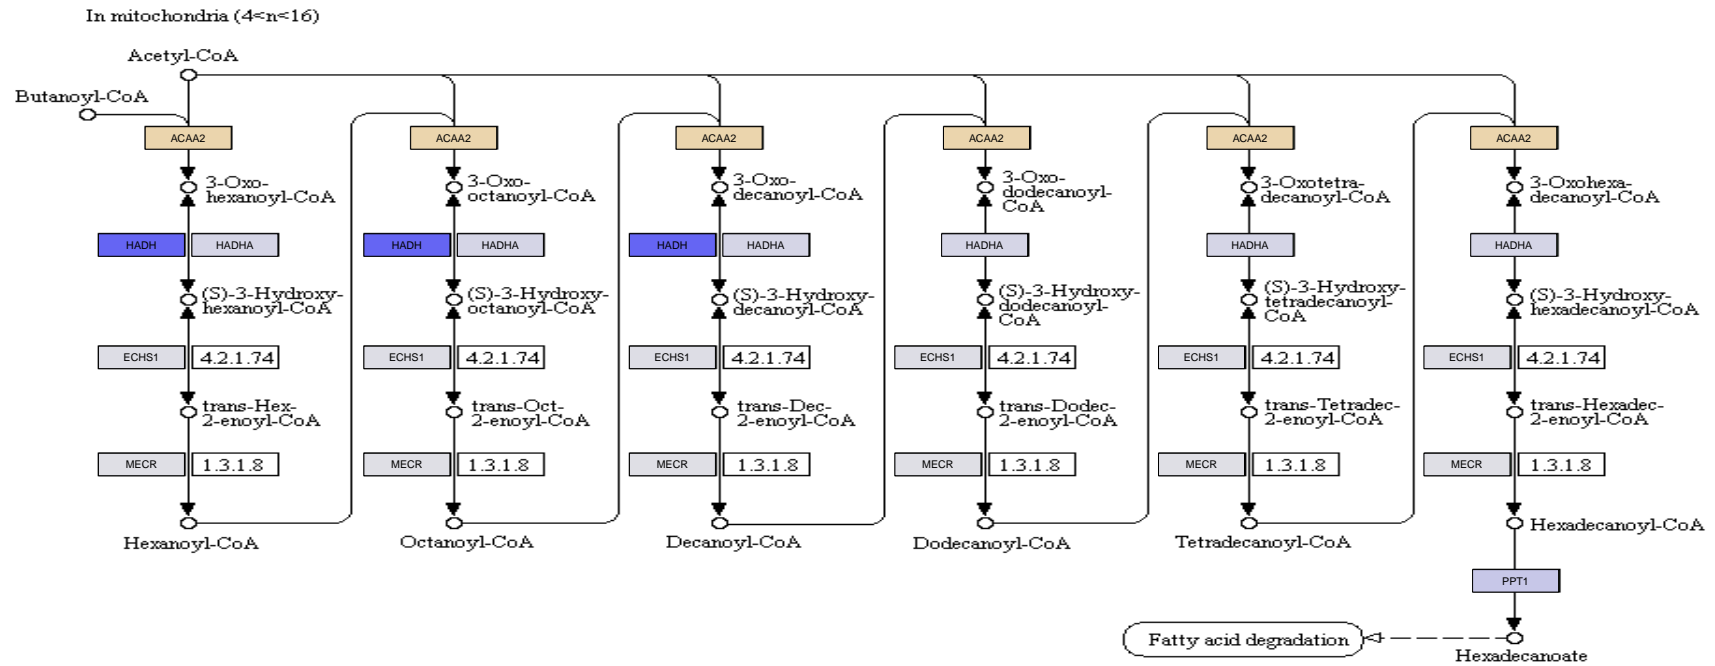 In mitochondria (4<n<16)
Acetyl-CoA
Butanoyl-CoA
ACAA2
ACAA2
ACAA2
ACAA2
ACAA2
ACAA2
3-Oxo-
hexanoyl-CoA
3-Oxo-
octanoyl-CoA
3-Oxo-
decanoyl-CoA
3-Oxo-
dodecanoyl-
CoA
3-Oxotetra-
decanoyl-CoA
3-Oxohexa-
decanoyl-CoA
HADH
HADHA
HADH
HADHA
HADH
HADHA
HADHA
HADHA
HADHA
(S)-3-Hydroxy-
hexanoyl-CoA
(S)-3-Hydroxy-
octanoyl-CoA
(S)-3-Hydroxy-
decanoyl-CoA
(S)-3-Hydroxy-
dodecanoyl-
CoA
(S)-3-Hydroxy-
tetradecanoyl-
CoA
(S)-3-Hydroxy-
hexadecanoyl-CoA
ECHS1
4.2.1.74
ECHS1
4.2.1.74
ECHS1
4.2.1.74
ECHS1
4.2.1.74
ECHS1
4.2.1.74
ECHS1
4.2.1.74
trans-Hex-
2-enoyl-CoA
trans-Oct-
2-enoyl-CoA
trans-Dec-
2-enoyl-CoA
trans-Dodec-
2-enoyl-CoA
trans-Tetradec-
2-enoyl-CoA
trans-Hexadec-
2-enoyl-CoA
MECR
1.3.1.8
MECR
1.3.1.8
MECR
1.3.1.8
MECR
1.3.1.8
MECR
1.3.1.8
MECR
1.3.1.8
Hexanoyl-CoA
Octanoyl-CoA
Decanoyl-CoA
Dodecanoyl-CoA
Tetradecanoyl-CoA
Hexadecanoyl-CoA
PPT1
Fatty acid degradation
Hexadecanoate